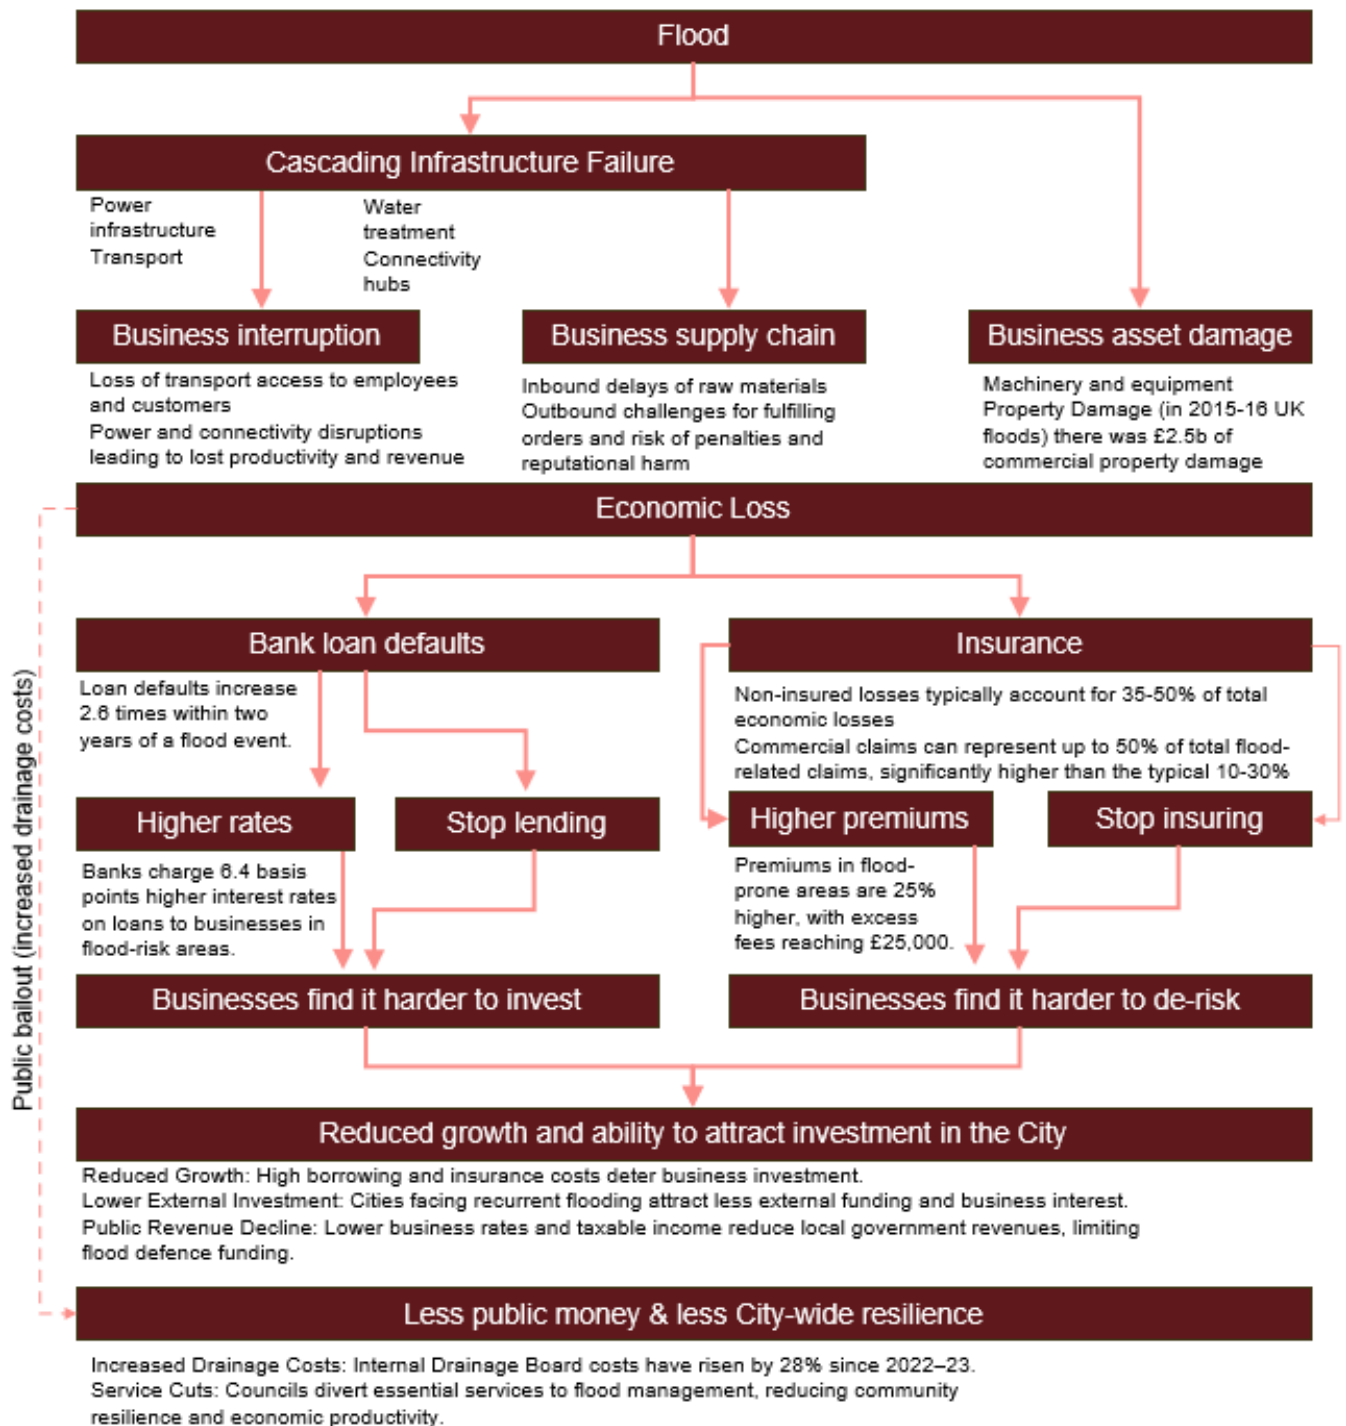 Flood
Cascading Infrastructure Failure
Power
infrastructure
Transport
Water
treatment
Connectivity
hubs
Business interruption
Loss of transport access to employees
and customers
Power and connectivity disruptions
leading to lost productivity and revenue
Business supply chain
Inbound delays of raw materials
Outbound challenges for fulfilling
orders and risk of penalties and
reputational harm
Business asset damage
Machinery and equipment
Property Damage (in 2015-16 UK
floods) there was £2.5b of
commercial property damage
Economic Loss
Public bailout (increased drainage costs)
Bank loan defaults
Loan defaults increase
2.6 times within two
years of a flood event.
Insurance
Non-insured losses typically account for 35-50% of total
economic losses
Commercial claims can represent up to 50% of total flood-
related claims, significantly higher than the typical 10-30%
Higher rates
Banks charge 6.4 basis
points higher interest rates
on loans to businesses in
flood-risk areas.
Stop lending
Higher premiums
Premiums in flood-
prone areas are 25%
higher, with excess
fees reaching £25,000.
Stop insuring
Businesses find it harder to invest
Businesses find it harder to de-risk
Reduced growth and ability to attract investment in the City
Reduced Growth: High borrowing and insurance costs deter business investment.
Lower External Investment: Cities facing recurrent flooding attract less external funding and business interest.
Public Revenue Decline: Lower business rates and taxable income reduce local government revenues, limiting
flood defence funding.
Less public money & less City-wide resilience
Increased Drainage Costs: Internal Drainage Board costs have risen by 28% since 2022–23.
Service Cuts: Councils divert essential services to flood management, reducing community
resilience and economic productivity.